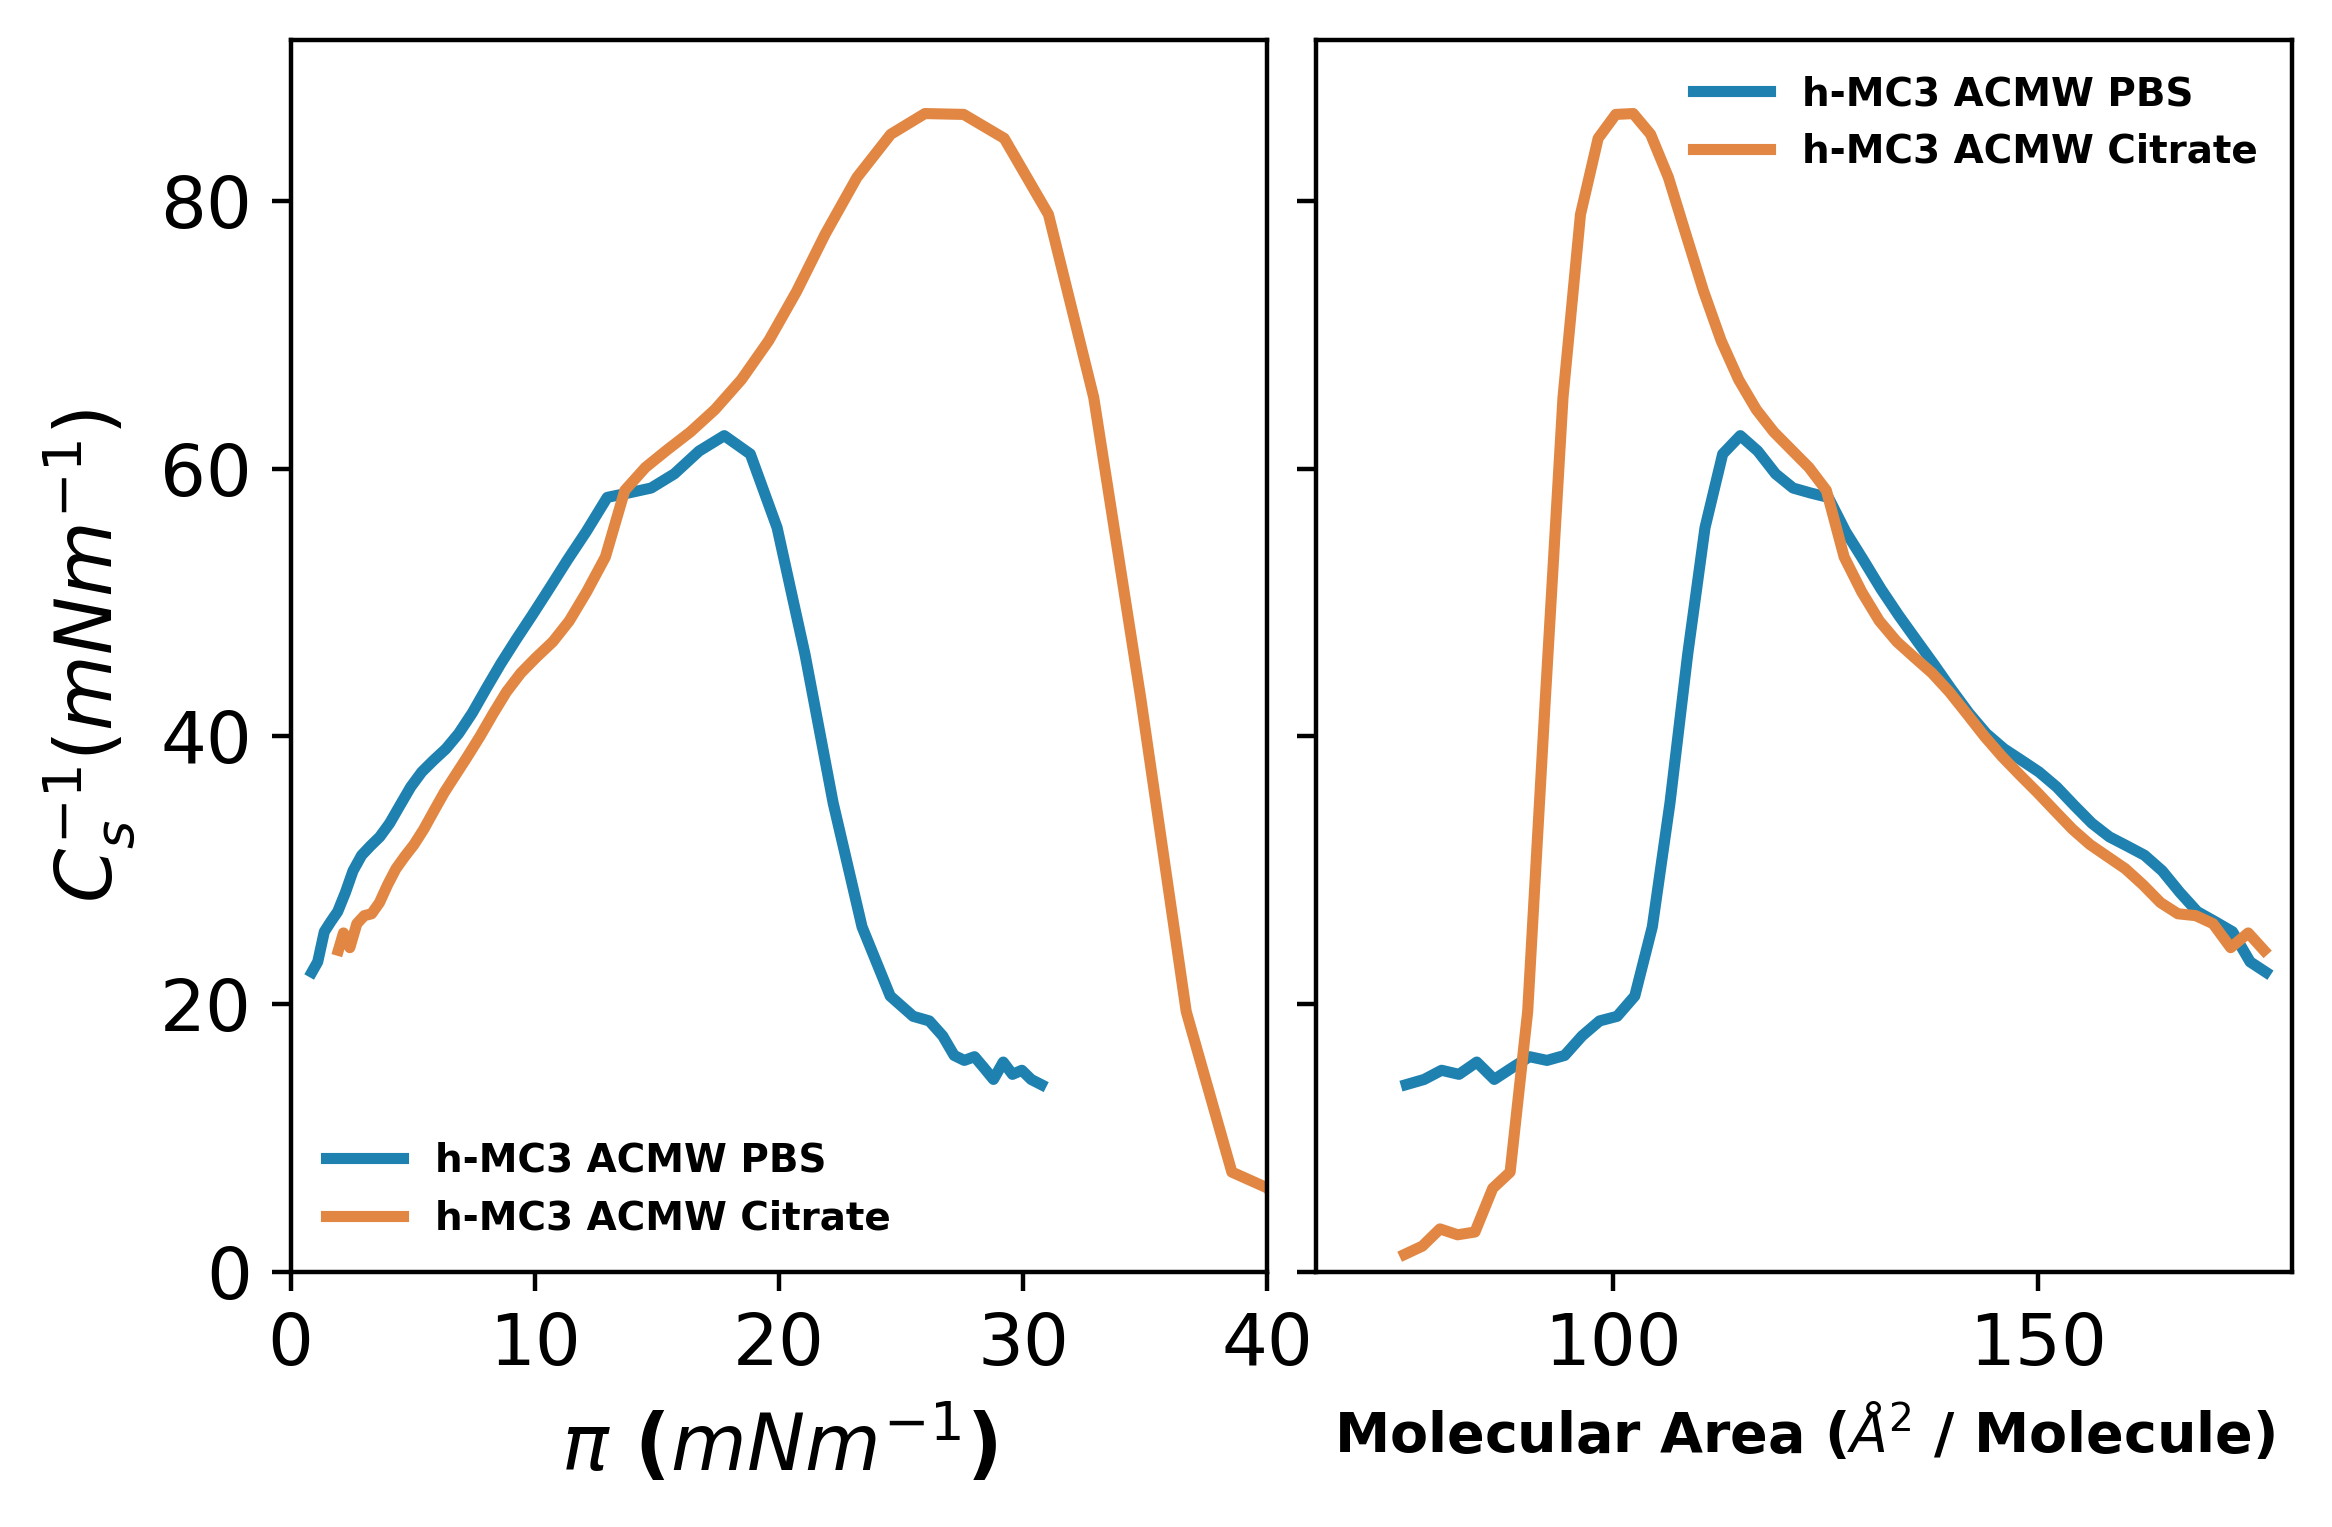 80
60
40
20
0
C_s^{-1}(mNm^{-1})
h-MC3 ACMW PBS
h-MC3 ACMW Citrate
0 10 20 30 40
π (mNm^{-1})
h-MC3 ACMW PBS
h-MC3 ACMW Citrate
100 150
Molecular Area (Å² / Molecule)